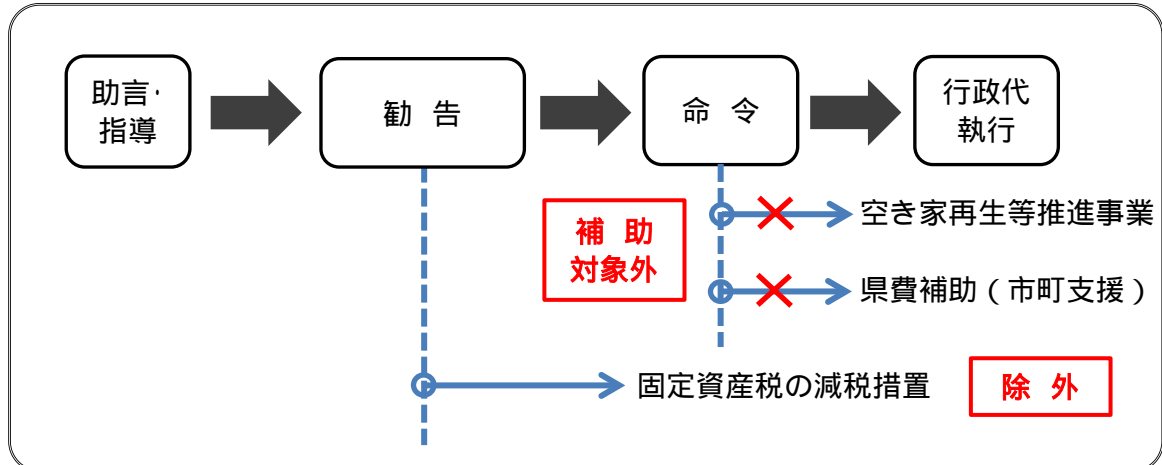 助言・
指導
勧 告
命 令
行政代
執行
補 助
対象外
空き家再生等推進事業
県費補助（市町支援）
固定資産税の減税措置
除 外